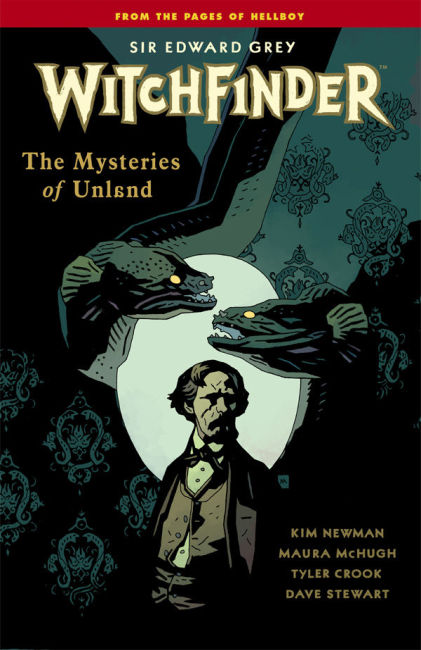 FROM THE PAGES OF HELLBOY
SIR EDWARD GREY
WITCHFINDER™
The Mysteries
of Unland
KIM NEWMAN
MAURA McHUGH
TYLER CROOK
DAVE STEWART